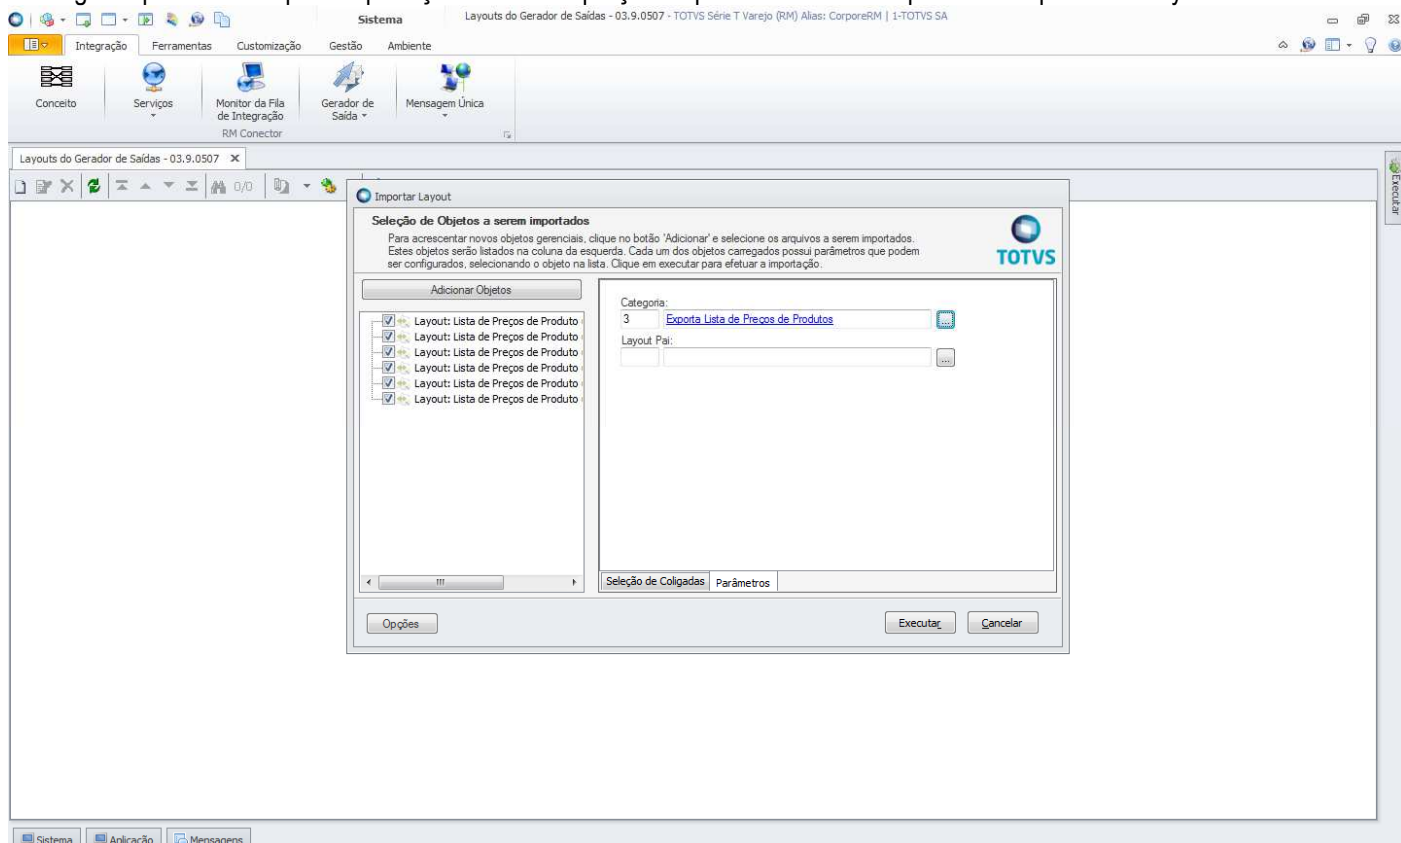 Sistema
Layouts do Gerador de Saídas - 03.9.0507 - TOTVS Série T Varejo (RM) Alias: CorporeRM | 1-TOTVS SA
Integração Ferramentas Customização Gestão Ambiente
Conceito Serviços Monitor da Fila de Integração Gerador de Saída Mensagem Única
RM Conector
Layouts do Gerador de Saídas - 03.9.0507
0/0
Executar
Importar Layout
Seleção de Objetos a serem importados
Para acrescentar novos objetos gerenciais, clique no botão 'Adicionar' e selecione os arquivos a serem importados.
Estes objetos serão listados na coluna da esquerda. Cada um dos objetos carregados possui parâmetros que podem
ser configurados, selecionando o objeto na lista. Clique em executar para efetuar a importação.
TOTVS
Adicionar Objetos
Layout: Lista de Preços de Produto
Layout: Lista de Preços de Produto
Layout: Lista de Preços de Produto
Layout: Lista de Preços de Produto
Layout: Lista de Preços de Produto
Layout: Lista de Preços de Produto
Categoria:
3 Exporta Lista de Preços de Produtos ...
Layout Pai:
...
Seleção de Coligadas Parâmetros
Opções Executar Cancelar
Sistema Aplicação Mensagens